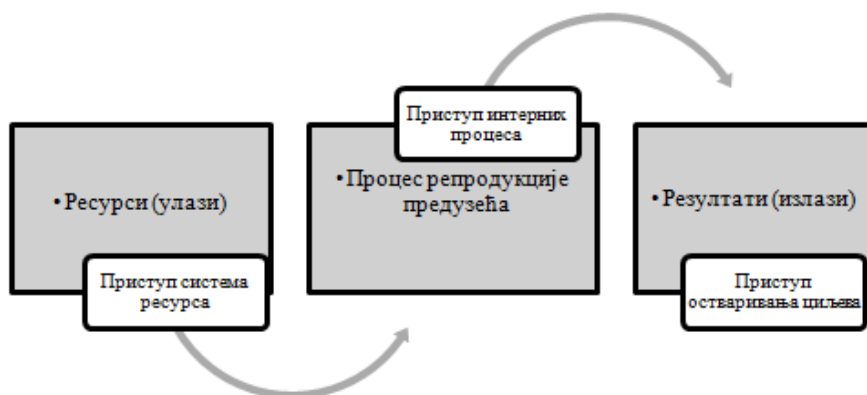 • Ресурси (улази)
Приступ система
ресурса
Приступ интерних
процеса
• Процес репродукције
предузећа
• Резултати (излази)
Приступ
остваривања циљева